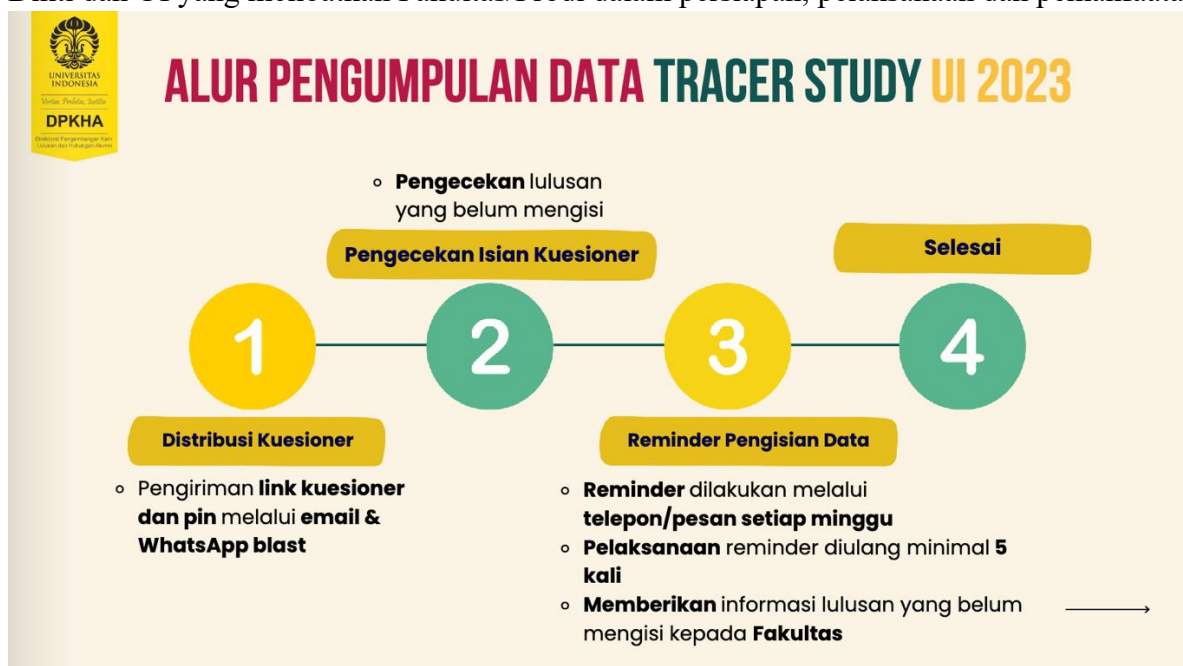 UNIVERSITAS
INDONESIA
Veritas, Probitas, Iustitia
DPKHA
ALUR PENGUMPULAN DATA TRACER STUDY UI 2023
Pengecekan lulusan
yang belum mengisi
Pengecekan Isian Kuesioner
Selesai
1
2
3
4
Distribusi Kuesioner
Pengiriman link kuesioner
dan pin melalui email &
WhatsApp blast
Reminder Pengisian Data
Reminder dilakukan melalui
telepon/pesan setiap minggu
Pelaksanaan reminder diulang minimal 5
kali
Memberikan informasi lulusan yang belum
mengisi kepada Fakultas